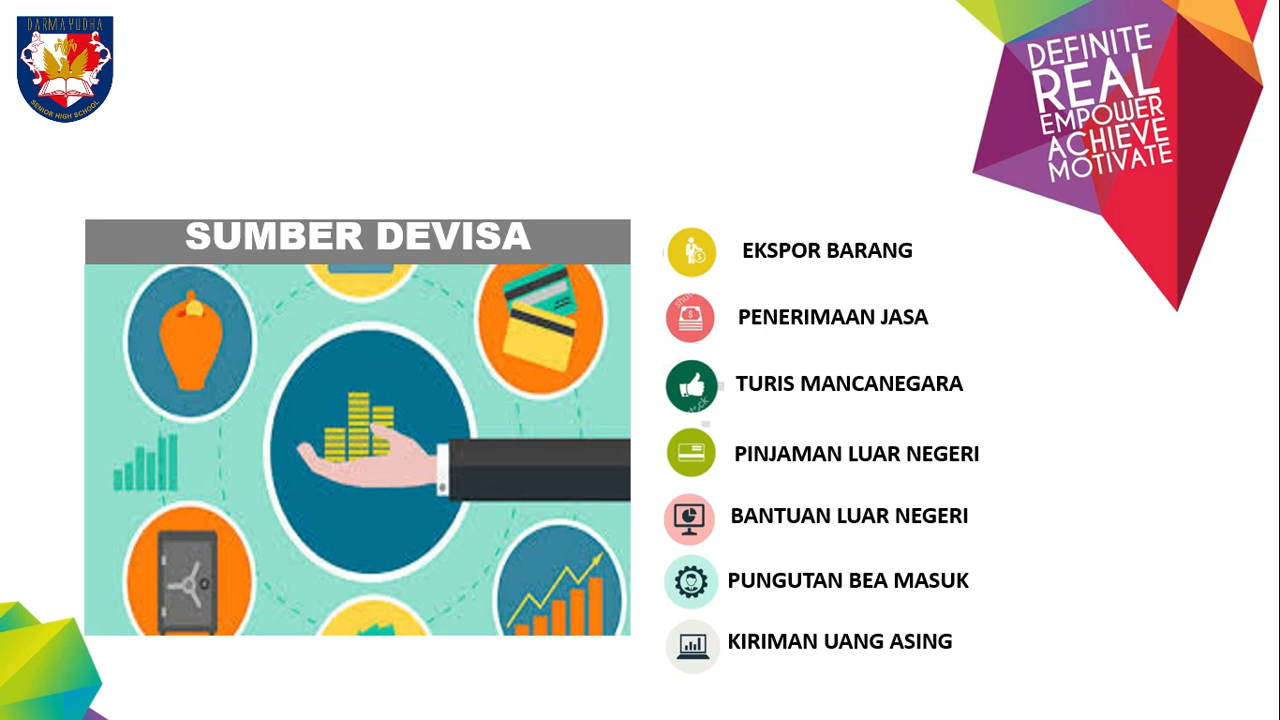 DARMAYUDHA
SENIOR HIGH SCHOOL
DEFINITE
REAL
EMPOWER
ACHIEVE
MOTIVATE
SUMBER DEVISA
EKSPOR BARANG
PENERIMAAN JASA
TURIS MANCANEGARA
PINJAMAN LUAR NEGERI
BANTUAN LUAR NEGERI
PUNGUTAN BEA MASUK
KIRIMAN UANG ASING